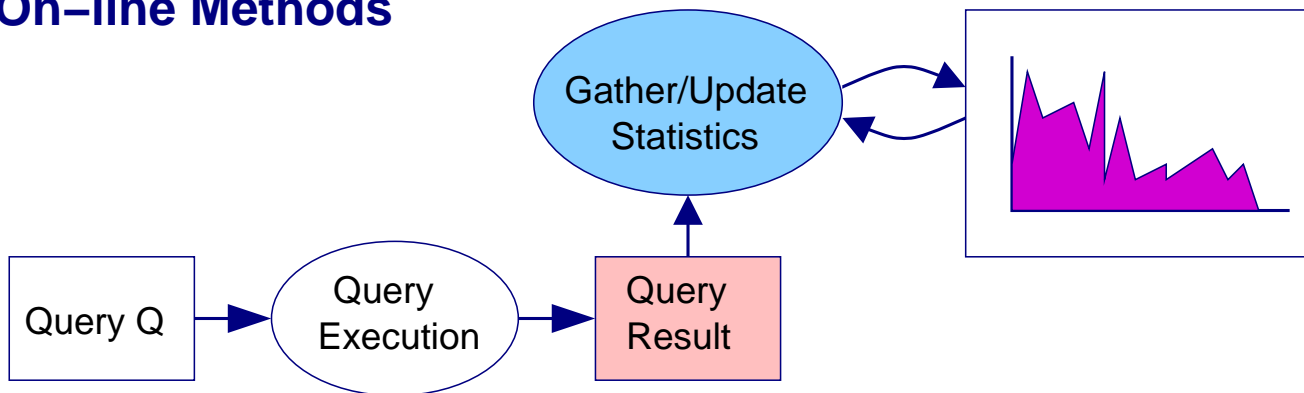 On–line Methods
Gather/Update
Statistics
Query Q
Query
Execution
Query
Result